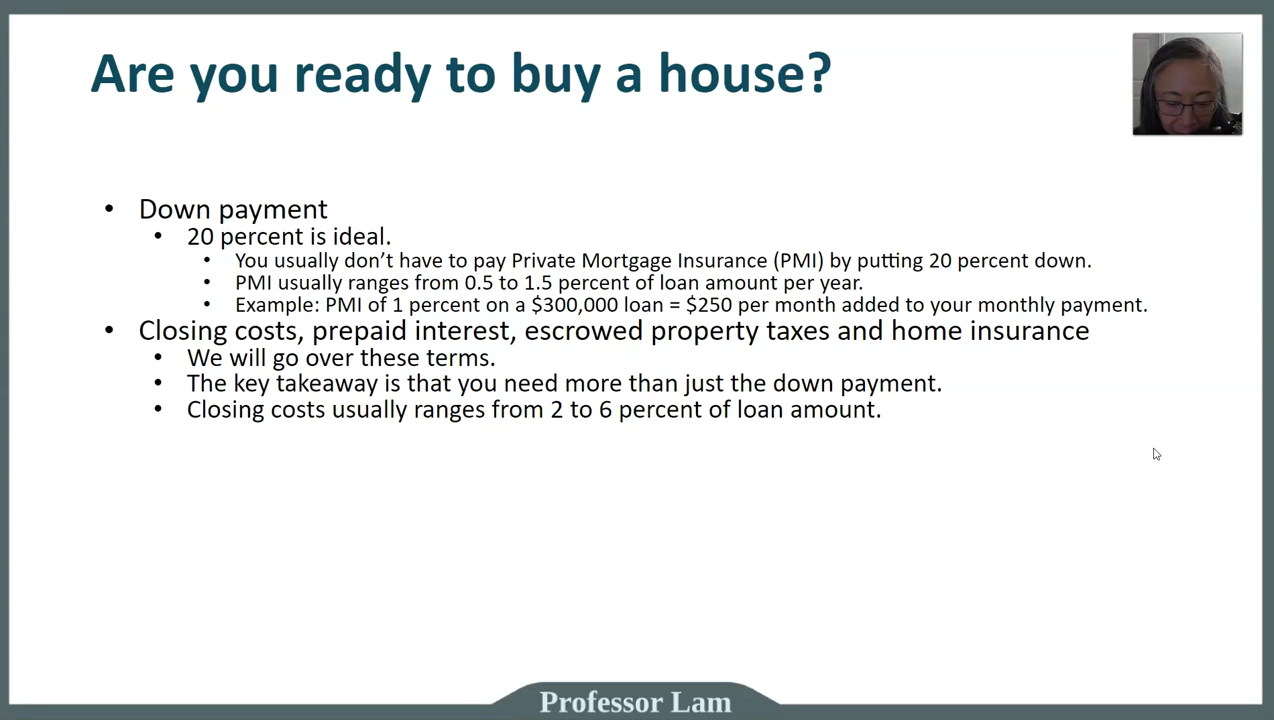 Are you ready to buy a house?
• Down payment
• 20 percent is ideal.
• You usually don't have to pay Private Mortgage Insurance (PMI) by putting 20 percent down.
• PMI usually ranges from 0.5 to 1.5 percent of loan amount per year.
• Example: PMI of 1 percent on a $300,000 loan = $250 per month added to your monthly payment.
• Closing costs, prepaid interest, escrowed property taxes and home insurance
• We will go over these terms.
• The key takeaway is that you need more than just the down payment.
• Closing costs usually ranges from 2 to 6 percent of loan amount.
Professor Lam